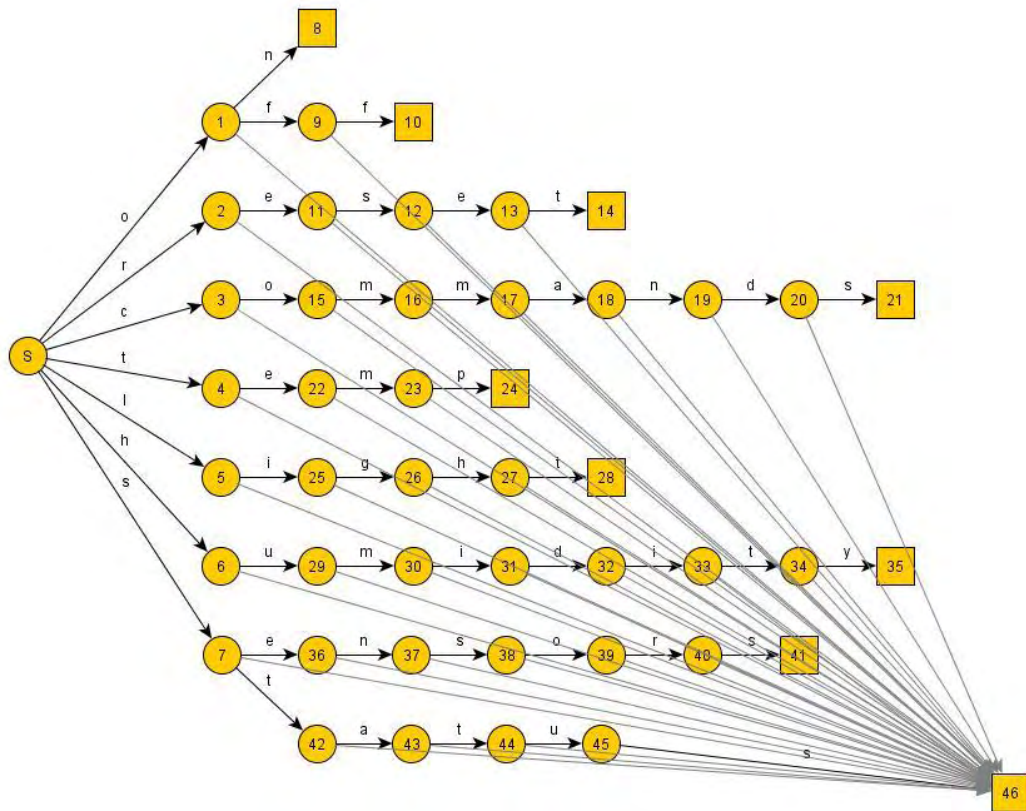 8
n
1 f 9 f 10
o
2 e 11 s 12 e 13 t 14
r
3 o 15 m 16 m 17 a 18 n 19 d 20 s 21
c
S
t
4 e 22 m 23 p 24
l
h
5 i 25 g 26 h 27 t 28
s
6 u 29 m 30 i 31 d 32 i 33 t 34 y 35
7 e 36 n 37 s 38 o 39 r 40 s 41
t
42 a 43 t 44 u 45 s
46